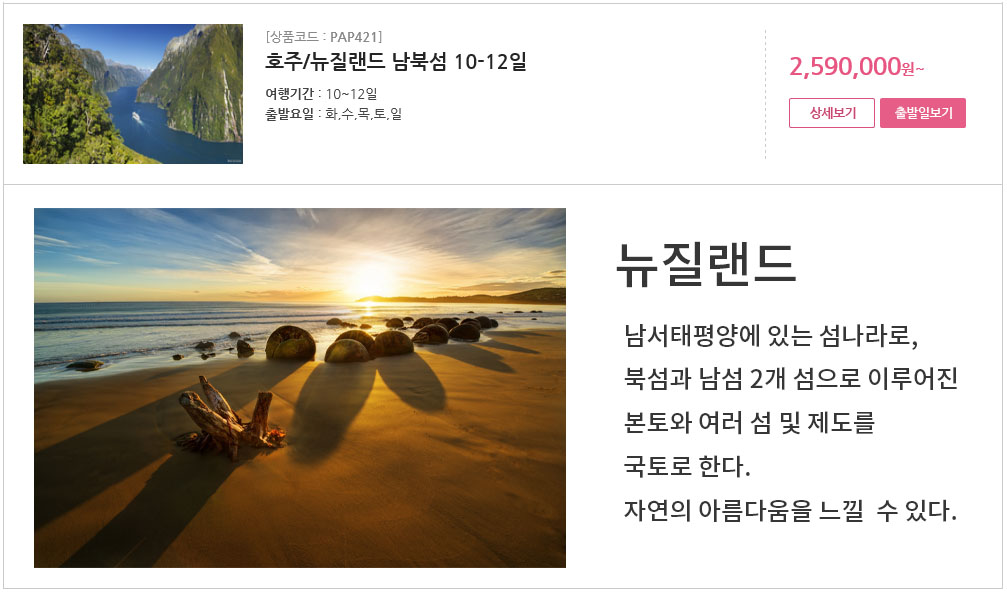 [상품코드 : PAP421]
호주/뉴질랜드 남북섬 10-12일
여행기간 : 10~12일
출발요일 : 화,수,목,토,일
2,590,000원~
상세보기 출발일보기
뉴질랜드
남서태평양에 있는 섬나라로,
북섬과 남섬 2개 섬으로 이루어진
본토와 여러 섬 및 제도를
국토로 한다.
자연의 아름다움을 느낄 수 있다.